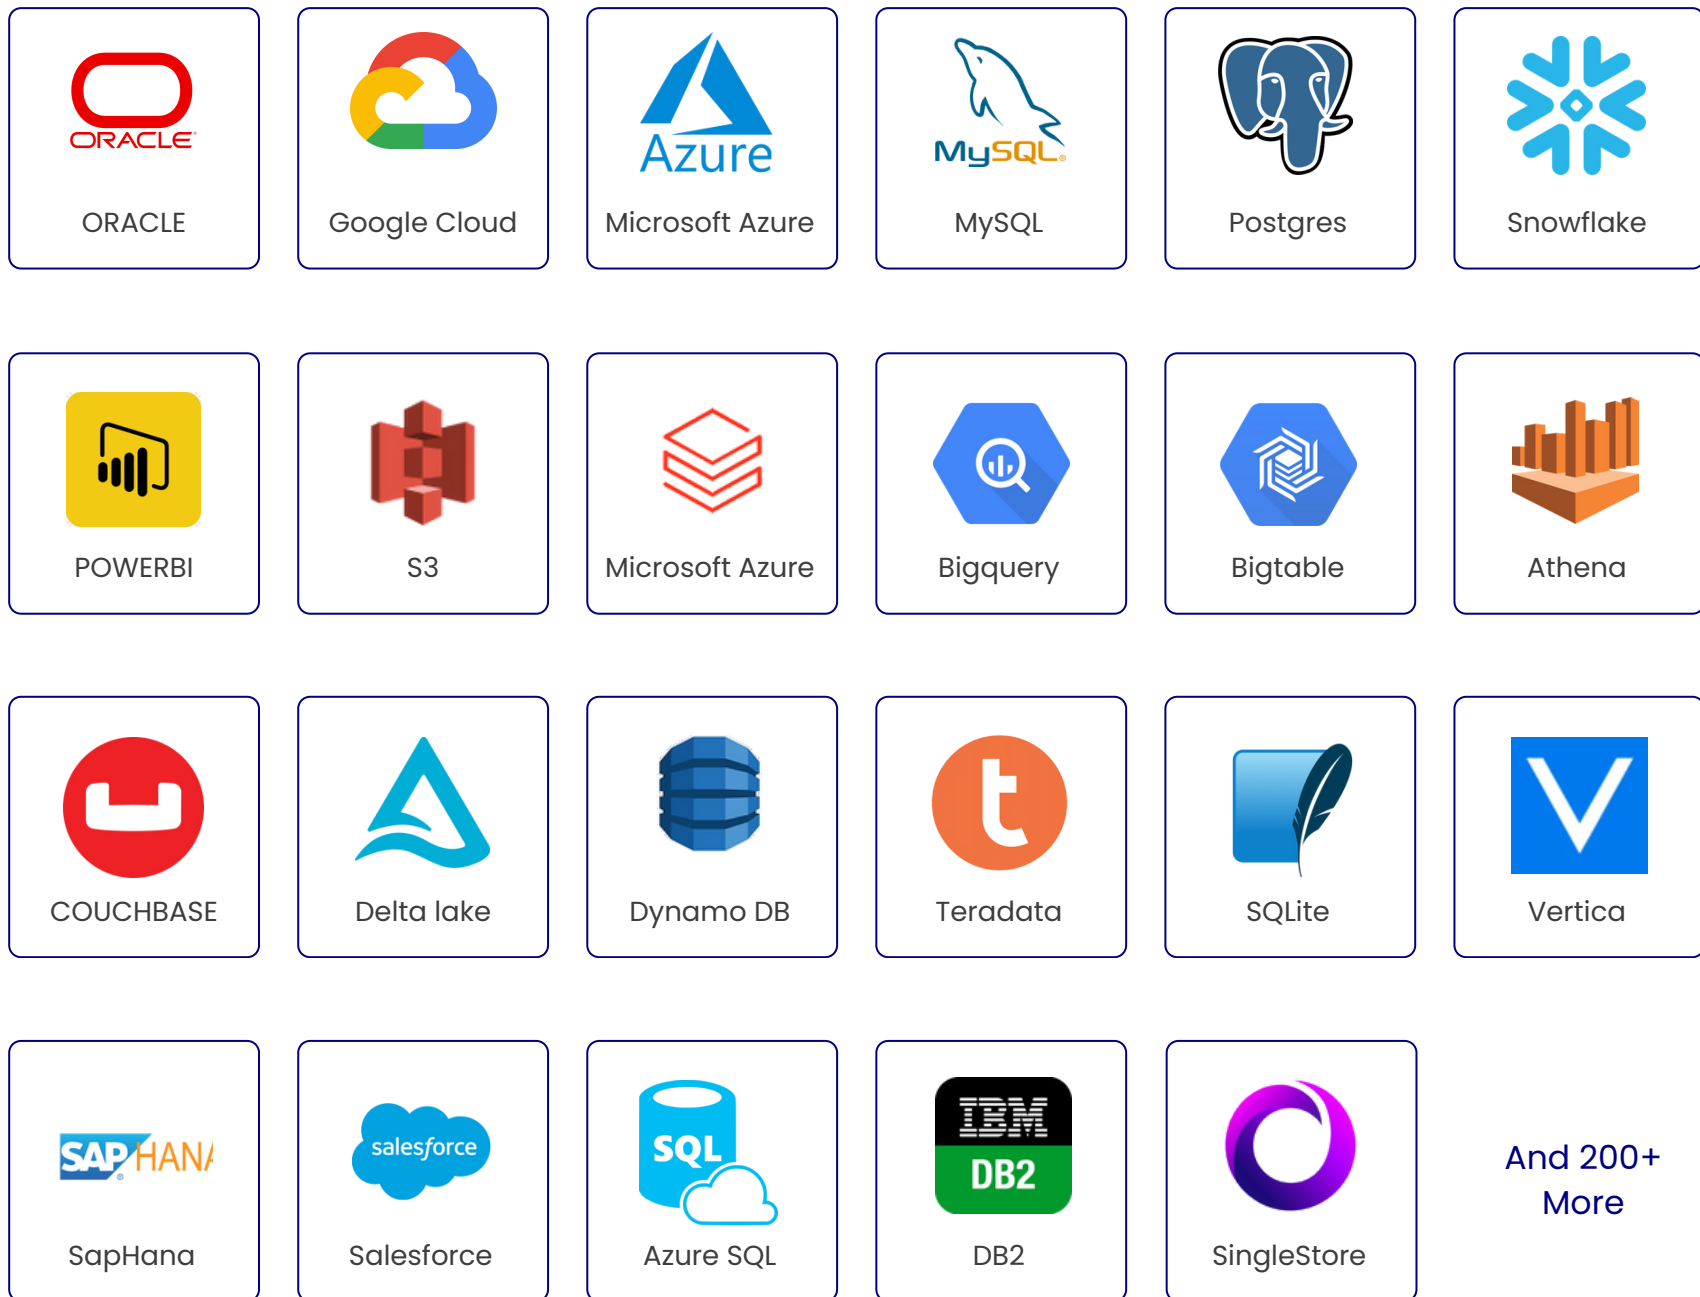 ORACLE
Azure
MySQL®
ORACLE
Google Cloud
Microsoft Azure
MySQL
Postgres
Snowflake
POWERBI
S3
Microsoft Azure
Bigquery
Bigtable
Athena
t
V
COUCHBASE
Delta lake
Dynamo DB
Teradata
SQLite
Vertica
SAP HANA
salesforce
SQL
IBM
DB2
And 200+
More
SapHana
Salesforce
Azure SQL
DB2
SingleStore